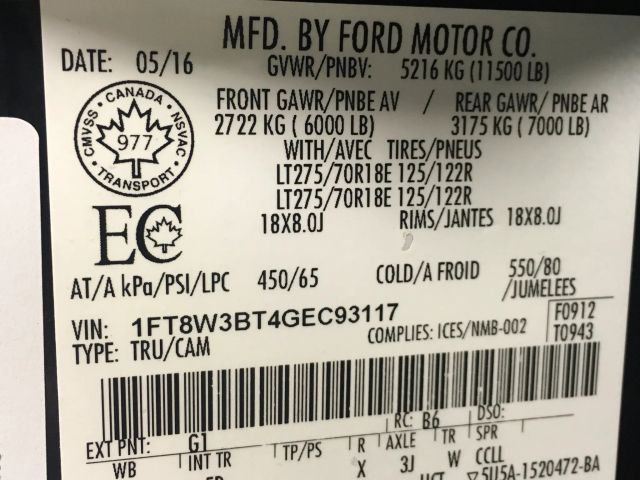 MFD. BY FORD MOTOR CO.
DATE: 05/16 GVWR/PNBV: 5216 KG (11500 LB)
FRONT GAWR/PNBE AV / REAR GAWR/ PNBE AR
2722 KG ( 6000 LB) 3175 KG ( 7000 LB)
CMVSS · CANADA · NSVAC · TRANSPORT ·
977
WITH/AVEC TIRES/PNEUS
LT275/70R18E 125/122R
LT275/70R18E 125/122R
EC
18X8.0J RIMS/JANTES 18X8.0J
AT/A kPa/PSI/LPC 450/65 COLD/A FROID 550/80
/JUMELEES
VIN: 1FT8W3BT4GEC93117
COMPLIES: ICES/NMB-002
F0912
T0943
TYPE: TRU/CAM
EXT PNT: G1 RC: B6 DSO:
WB INT TR TP/PS R AXLE TR SPR
X 3J W CCLL
5U5A-1520472-BA